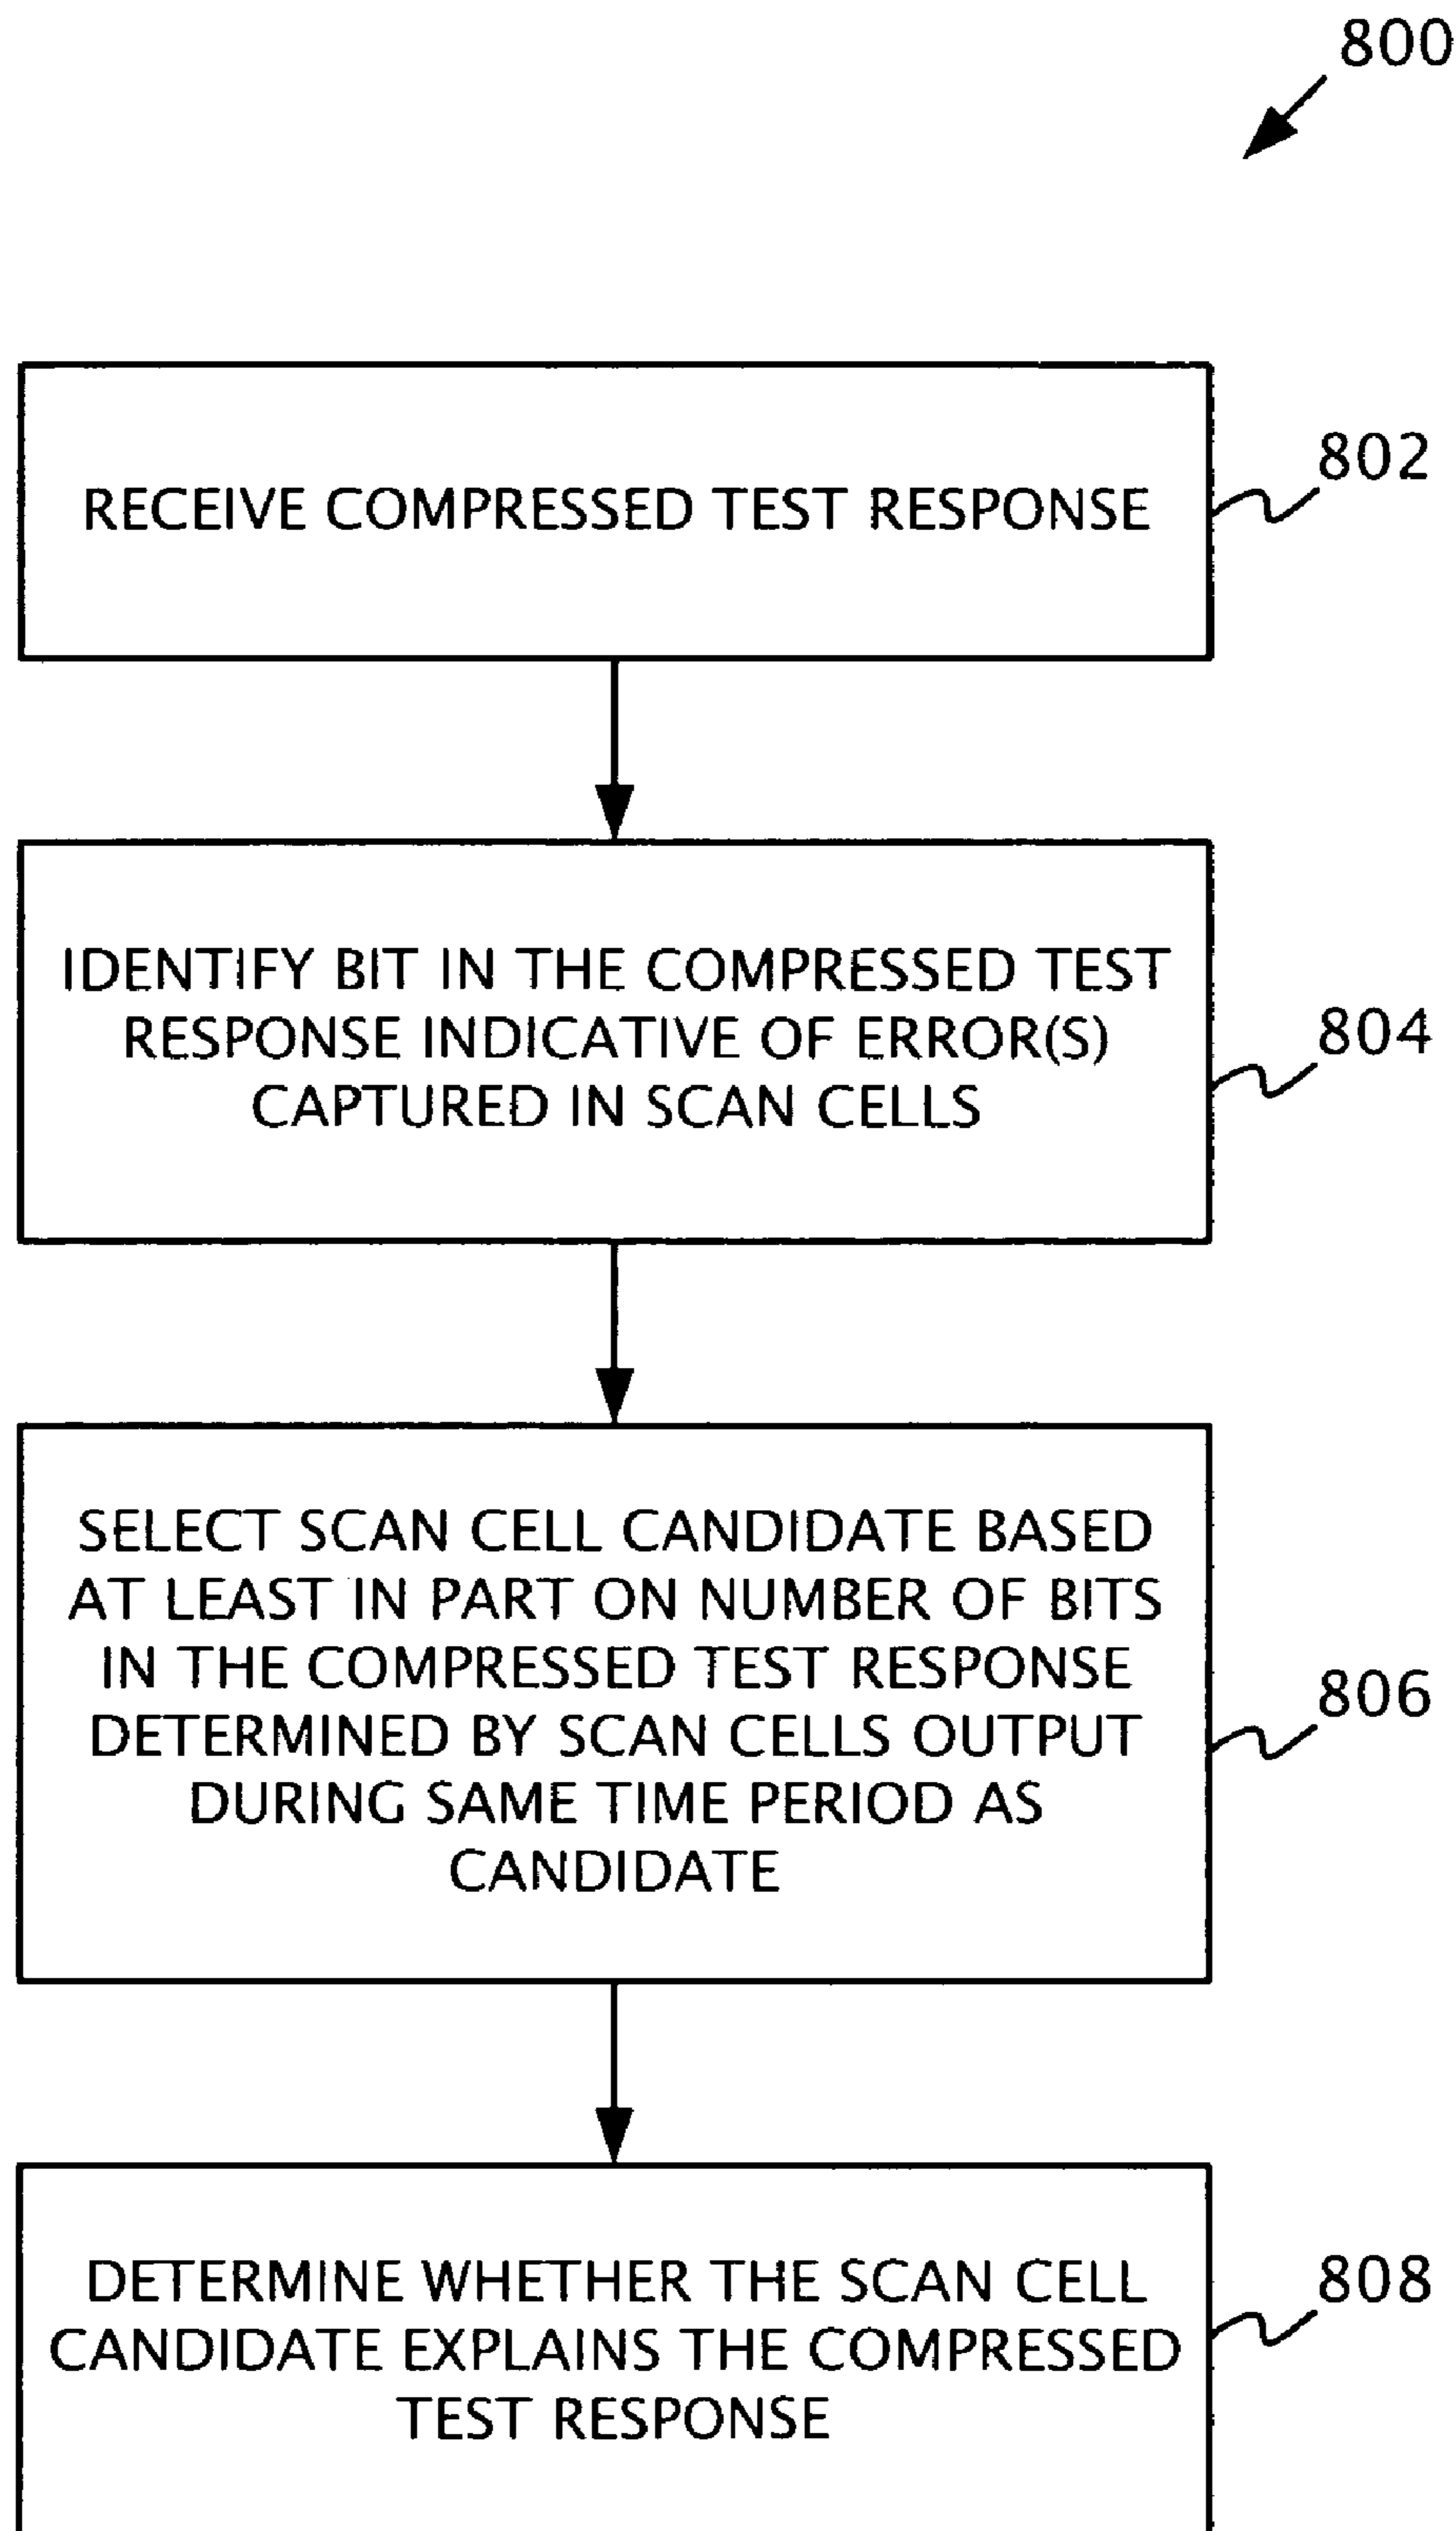 800
RECEIVE COMPRESSED TEST RESPONSE
802
IDENTIFY BIT IN THE COMPRESSED TEST
RESPONSE INDICATIVE OF ERROR(S)
CAPTURED IN SCAN CELLS
804
SELECT SCAN CELL CANDIDATE BASED
AT LEAST IN PART ON NUMBER OF BITS
IN THE COMPRESSED TEST RESPONSE
DETERMINED BY SCAN CELLS OUTPUT
DURING SAME TIME PERIOD AS
CANDIDATE
806
DETERMINE WHETHER THE SCAN CELL
CANDIDATE EXPLAINS THE COMPRESSED
TEST RESPONSE
808